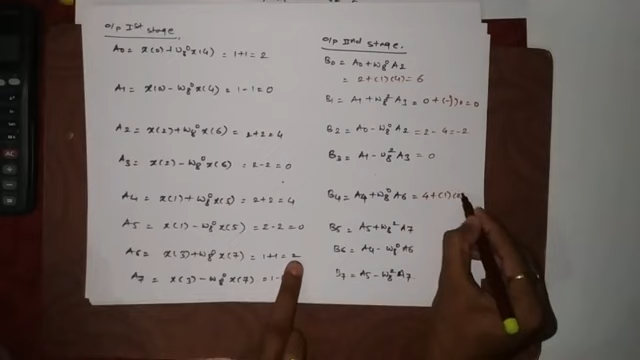 O/p Ist stage
A0 = x(0) + W8^0 x(4) = 1+1 = 2
A1 = x(0) - W8^0 x(4) = 1-1 = 0
A2 = x(2) + W8^0 x(6) = 2+2 = 4
A3 = x(2) - W8^0 x(6) = 2-2 = 0
A4 = x(1) + W8^0 x(5) = 2+2 = 4
A5 = x(1) - W8^0 x(5) = 2-2 = 0
A6 = x(3) + W8^0 x(7) = 1+1 = 2
A7 = x(3) - W8^0 x(7) = 1-
O/p IInd stage.
B0 = A0 + W8^0 A2
= 2 + (1)(4) = 6
B1 = A1 + W8^2 A3 = 0 + (-j)0 = 0
B2 = A0 - W8^0 A2 = 2 - 4 = -2
B3 = A1 - W8^2 A3 = 0
B4 = A4 + W8^0 A6 = 4 + (1)(
B5 = A5 + W8^2 A7
B6 = A4 - W8^0 A6
B7 = A5 - W8^2 A7.